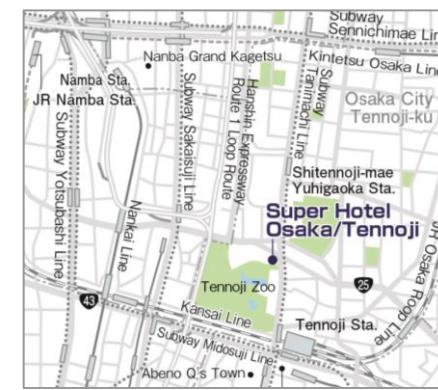 Subway
Sennichimae Lin
Nanba Grand Kagetsu
Kintetsu Osaka Line
Namba Sta.
JR Namba Sta.
Subway Yotsubashi Line
Nankai Line
Subway Sakaisuji Line
Hanshin Expressway
Route 1 Loop Route
Subway
Tanimachi Line
Osaka City
Tennoji-ku
Shitennoji-mae
Yuhigaoka Sta.
Super Hotel
Osaka/Tennoji
JR Osaka Roop Line
Tennoji Zoo
25
43
Kansai Line
Tennoji Sta.
Subway Midosuji Line
Abeno Q's Town